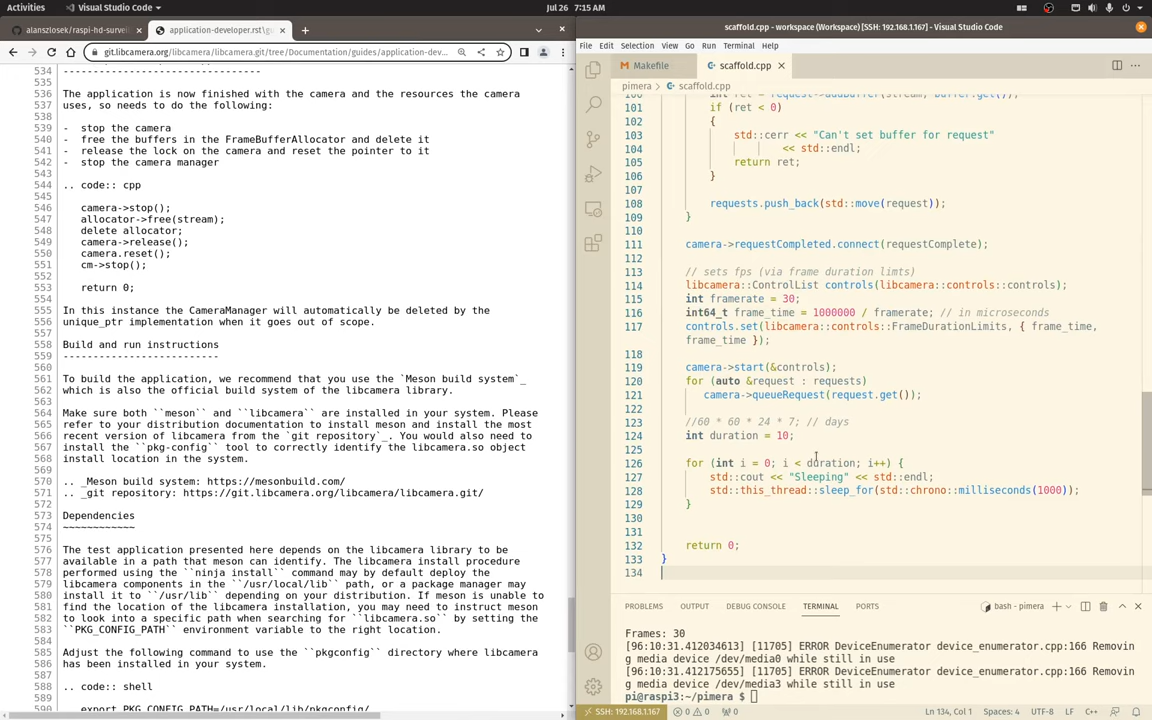 Activities
Visual Studio Code
Jul 26 7:15 AM
alanszlosek/raspi-hd-survei
application-developer.rst\gu
git.libcamera.org/libcamera/libcamera.git/tree/Documentation/guides/application-dev...
534 ---------------------------------
535
536 The application is now finished with the camera and the resources the camera
537 uses, so needs to do the following:
538
539 - stop the camera
540 - free the buffers in the FrameBufferAllocator and delete it
541 - release the lock on the camera and reset the pointer to it
542 - stop the camera manager
543
544 .. code:: cpp
545
546 camera->stop();
547 allocator->free(stream);
548 delete allocator;
549 camera->release();
550 camera.reset();
551 cm->stop();
552
553 return 0;
554
555 In this instance the CameraManager will automatically be deleted by the
556 unique_ptr implementation when it goes out of scope.
557
558 Build and run instructions
559 --------------------------
560
561 To build the application, we recommend that you use the `Meson build system`_
562 which is also the official build system of the libcamera library.
563
564 Make sure both ``meson`` and ``libcamera`` are installed in your system. Please
565 refer to your distribution documentation to install meson and install the most
566 recent version of libcamera from the `git repository`_. You would also need to
567 install the ``pkg-config`` tool to correctly identify the libcamera.so object
568 install location in the system.
569
570 .. _Meson build system: https://mesonbuild.com/
571 .. _git repository: https://git.libcamera.org/libcamera/libcamera.git/
572
573 Dependencies
574 ~~~~~~~~~~~~
575
576 The test application presented here depends on the libcamera library to be
577 available in a path that meson can identify. The libcamera install procedure
578 performed using the ``ninja install`` command may by default deploy the
579 libcamera components in the ``/usr/local/lib`` path, or a package manager may
580 install it to ``/usr/lib`` depending on your distribution. If meson is unable to
581 find the location of the libcamera installation, you may need to instruct meson
582 to look into a specific path when searching for ``libcamera.so`` by setting the
583 ``PKG_CONFIG_PATH`` environment variable to the right location.
584
585 Adjust the following command to use the ``pkgconfig`` directory where libcamera
586 has been installed in your system.
587
588 .. code:: shell
589
590 export PKG_CONFIG_PATH=/usr/local/lib/pkgconfig/
scaffold.cpp - workspace (Workspace) [SSH: 192.168.1.167] - Visual Studio Code
File Edit Selection View Go Run Terminal Help
Makefile
scaffold.cpp
pimera > scaffold.cpp
100 int ret = request->addBuffer(stream, buffer.get());
101 if (ret < 0)
102 {
103 std::cerr << "Can't set buffer for request"
104 << std::endl;
105 return ret;
106 }
107
108 requests.push_back(std::move(request));
109 }
110
111 camera->requestCompleted.connect(requestComplete);
112
113 // sets fps (via frame duration limts)
114 libcamera::ControlList controls(libcamera::controls::controls);
115 int framerate = 30;
116 int64_t frame_time = 1000000 / framerate; // in microseconds
117 controls.set(libcamera::controls::FrameDurationLimits, { frame_time,
frame_time });
118
119 camera->start(&controls);
120 for (auto &request : requests)
121 camera->queueRequest(request.get());
122
123 //60 * 60 * 24 * 7; // days
124 int duration = 10;
125
126 for (int i = 0; i < duration; i++) {
127 std::cout << "Sleeping" << std::endl;
128 std::this_thread::sleep_for(std::chrono::milliseconds(1000));
129 }
130
131
132 return 0;
133 }
134
PROBLEMS OUTPUT DEBUG CONSOLE TERMINAL PORTS
bash - pimera
Frames: 30
[96:10:31.412034613] [11705] ERROR DeviceEnumerator device_enumerator.cpp:166 Removin
g media device /dev/media0 while still in use
[96:10:31.412175655] [11705] ERROR DeviceEnumerator device_enumerator.cpp:166 Removin
g media device /dev/media3 while still in use
pi@raspi3:~/pimera $
SSH: 192.168.1.167 0 0 0 Ln 134, Col 1 Spaces: 4 UTF-8 LF C++